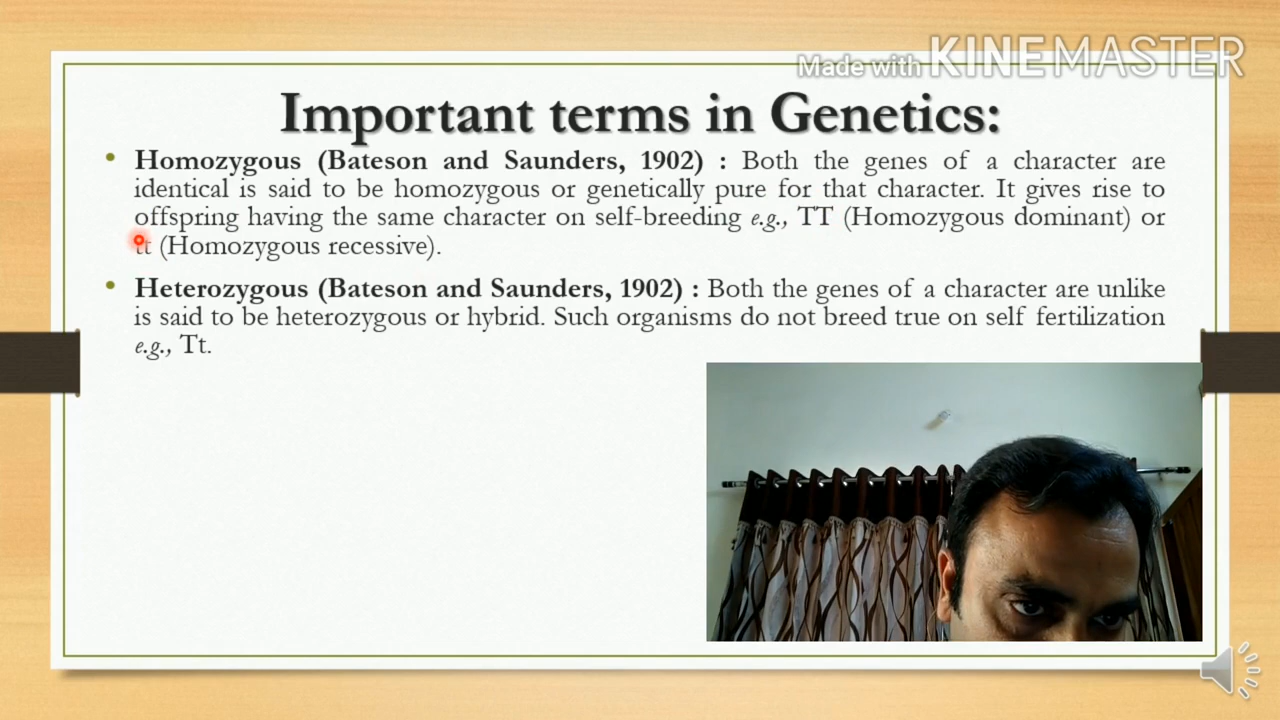 Made with KINEMASTER
Important terms in Genetics:
• Homozygous (Bateson and Saunders, 1902) : Both the genes of a character are
identical is said to be homozygous or genetically pure for that character. It gives rise to
offspring having the same character on self-breeding e.g., TT (Homozygous dominant) or
tt (Homozygous recessive).
• Heterozygous (Bateson and Saunders, 1902) : Both the genes of a character are unlike
is said to be heterozygous or hybrid. Such organisms do not breed true on self fertilization
e.g., Tt.